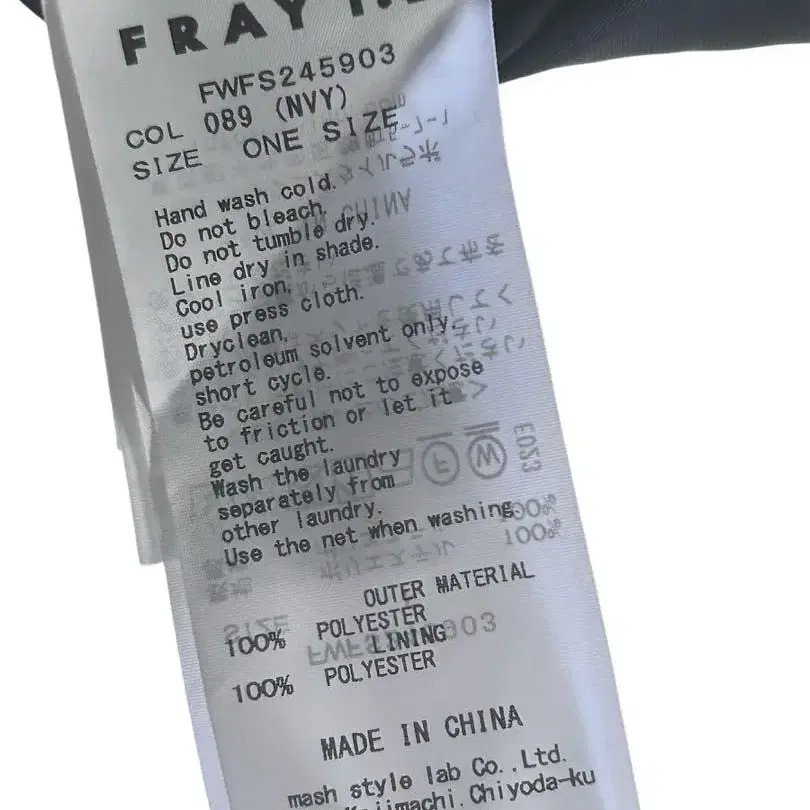 FRAY I.D
FWFS245903
COL 089 (NVY)
SIZE ONE SIZE
Hand wash cold.
Do not bleach.
Do not tumble dry.
Line dry in shade.
Cool iron.
use press cloth.
Dryclean.
petroleum solvent only.
short cycle.
Be careful not to expose
to friction or let it
get caught.
Wash the laundry
separately from
other laundry.
Use the net when washing.
OUTER MATERIAL
100% POLYESTER
LINING
100% POLYESTER
MADE IN CHINA
mash style lab Co.,Ltd.
Kojimachi, Chiyoda-ku